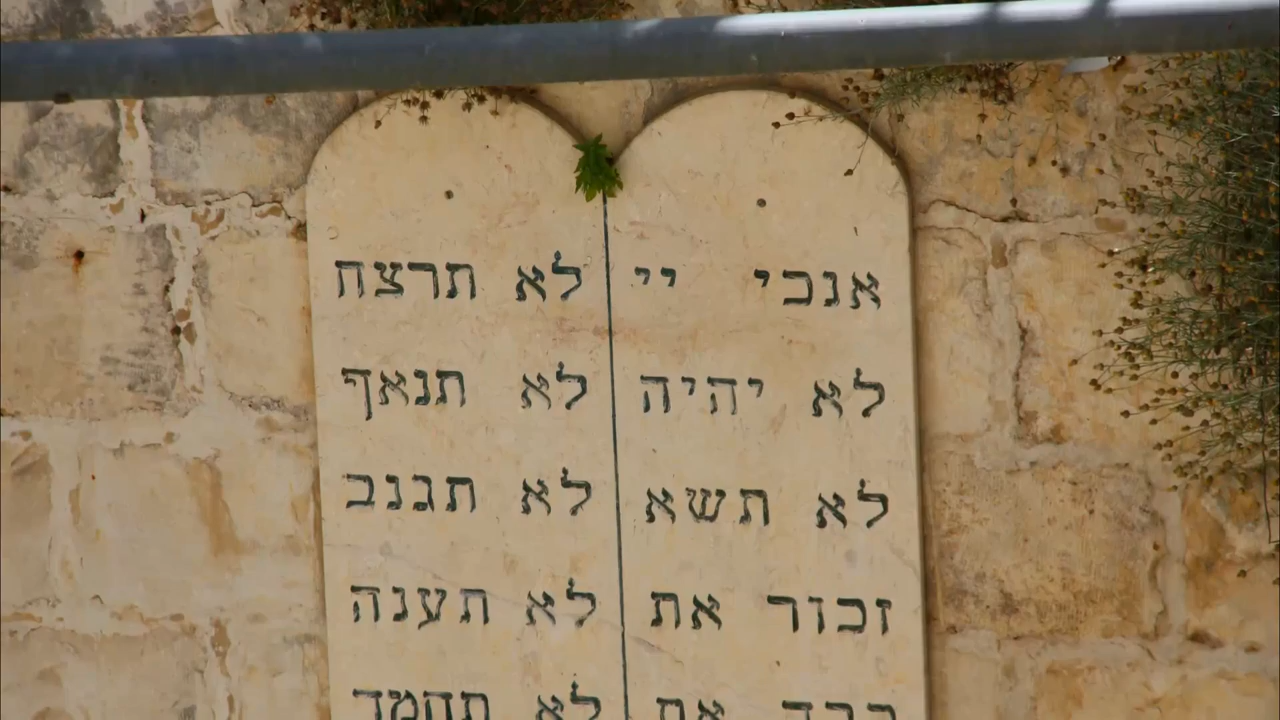 אנכי יי
לא יהיה
לא תשא
זכור את
כבד את
לא תרצח
לא תנאף
לא תגנב
לא תענה
לא תחמד